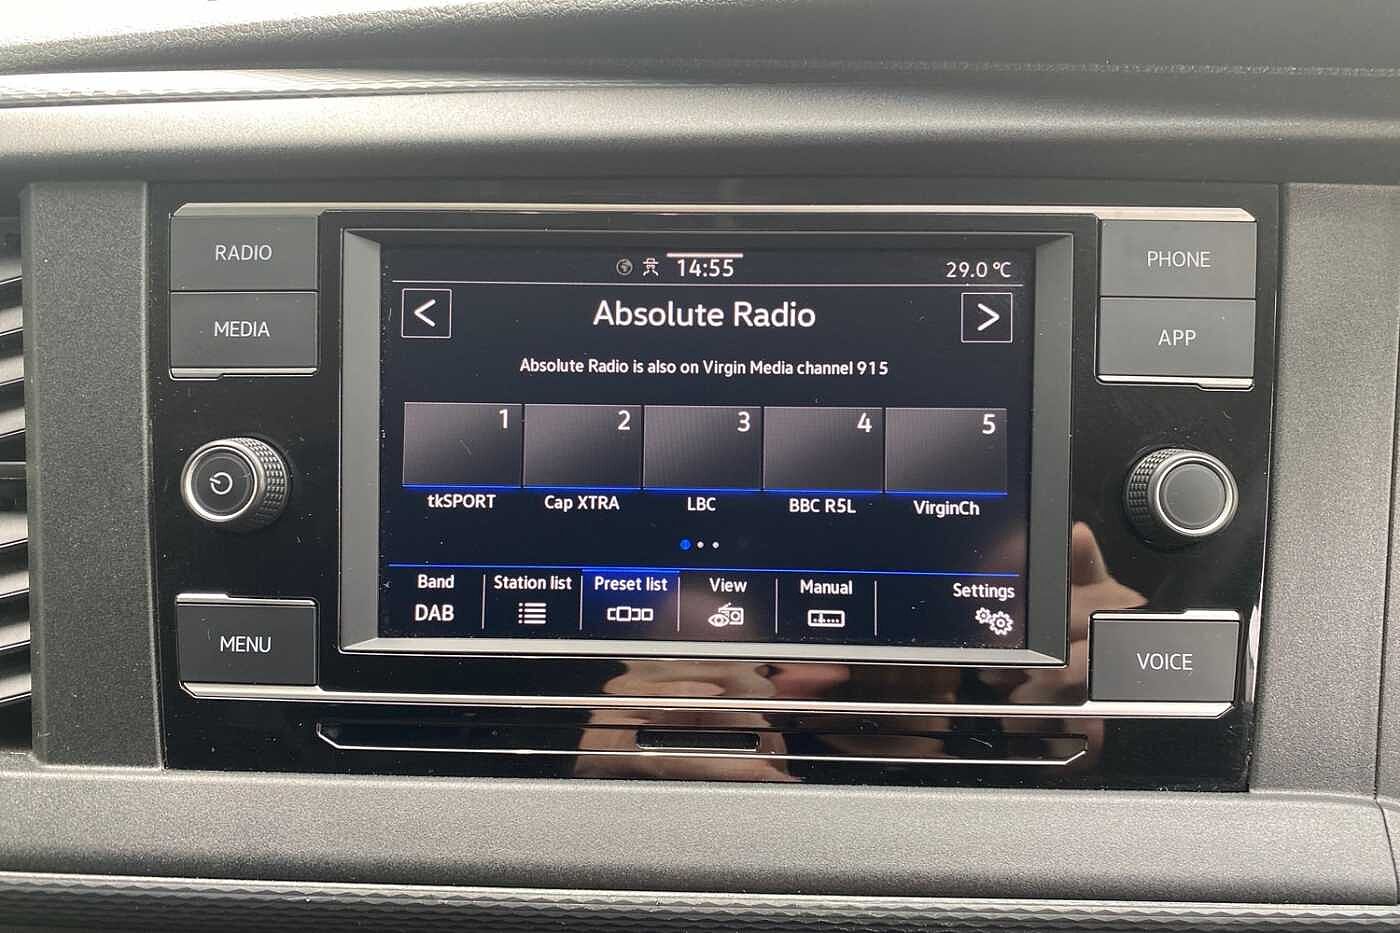 RADIO
MEDIA
MENU
14:55
29.0 °C
<
Absolute Radio
>
Absolute Radio is also on Virgin Media channel 915
1 2 3 4 5
tkSPORT Cap XTRA LBC BBC R5L VirginCh
Band Station list Preset list View Manual Settings
DAB
PHONE
APP
VOICE